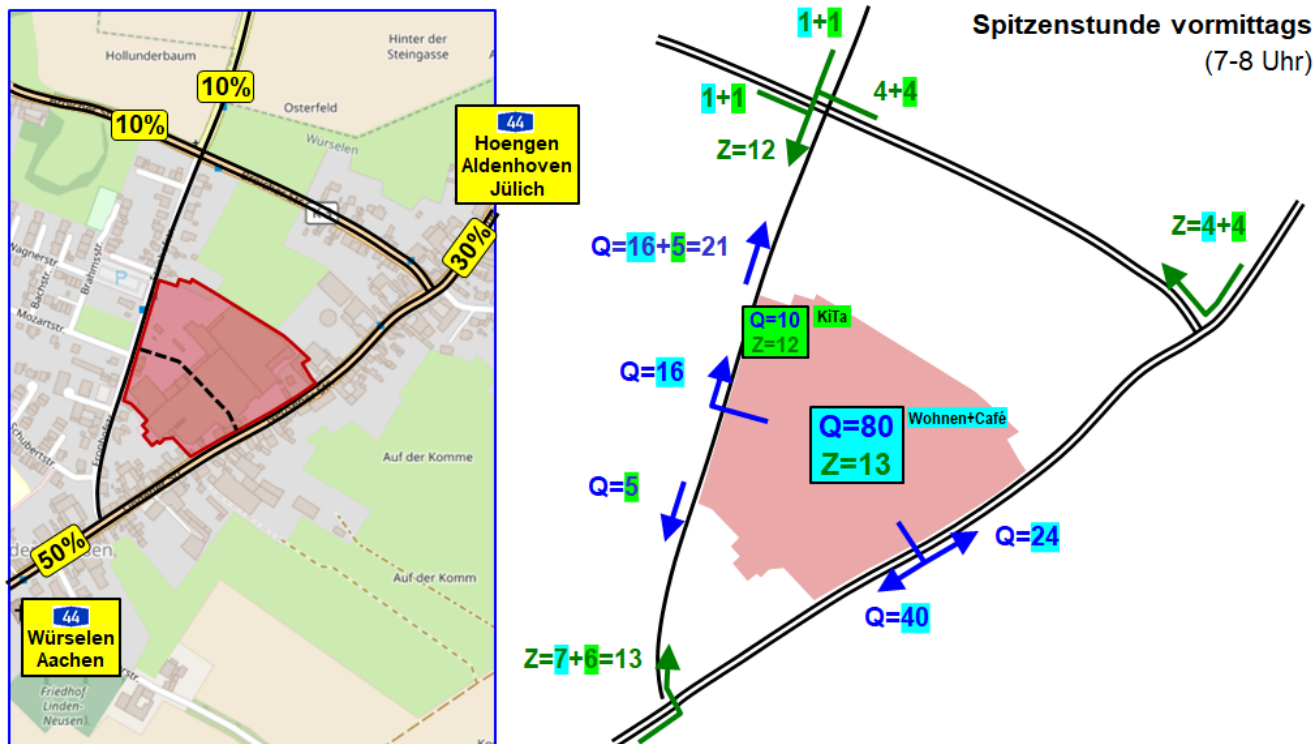 Hollunderbaum
Hinter der
Steingasse
10%
Osterfeld
10%
Würselen
44
Hoengen
Aldenhoven
Jülich
30%
Wagnerstr.
Bachstr.
Brahmsstr.
P
Mozartstr.
Schubertstr.
Auf der Komme
Auf-der Komm
50%
44
Würselen
Aachen
Friedhof
Linden-
Neusen
Spitzenstunde vormittags
(7-8 Uhr)
1+1
1+1
4+4
Z=12
Z=4+4
Q=16+5=21
Q=10
Z=12
KiTa
Q=16
Q=80
Z=13
Wohnen+Café
Q=5
Q=24
Q=40
Z=7+6=13